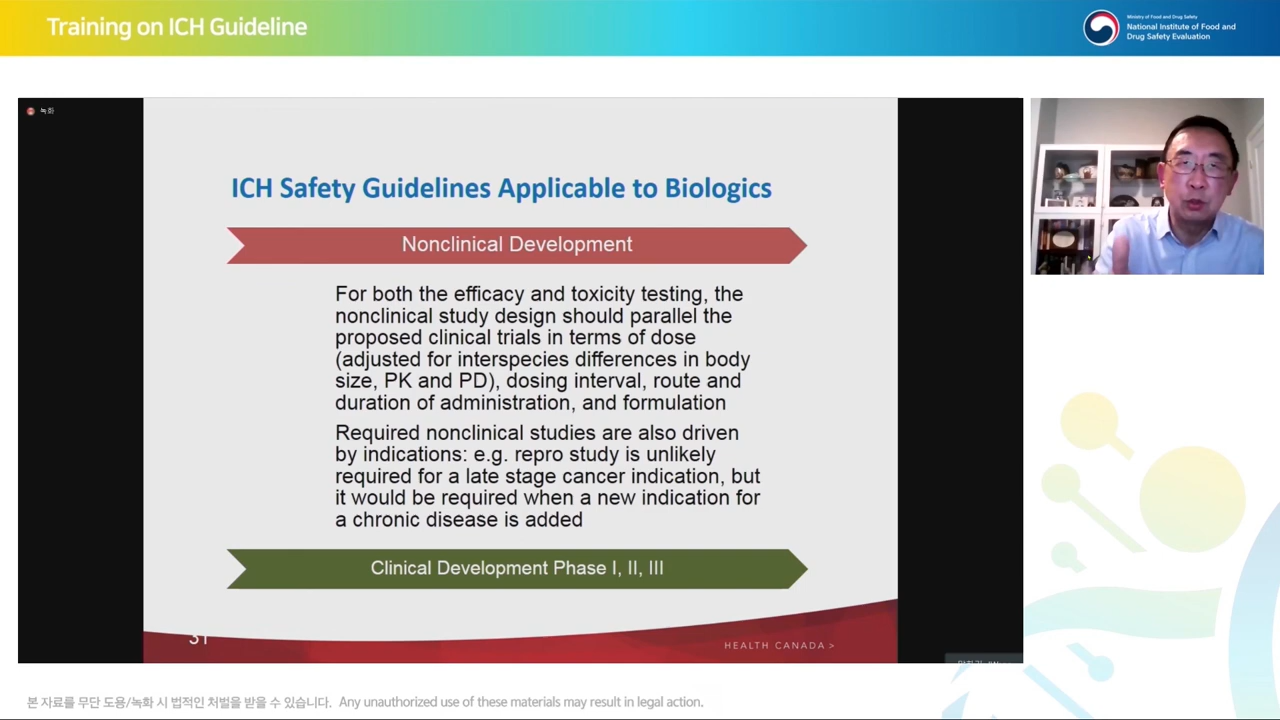 Training on ICH Guideline
Ministry of Food and Drug Safety
National Institute of Food and
Drug Safety Evaluation
녹화
ICH Safety Guidelines Applicable to Biologics
Nonclinical Development
For both the efficacy and toxicity testing, the
nonclinical study design should parallel the
proposed clinical trials in terms of dose
(adjusted for interspecies differences in body
size, PK and PD), dosing interval, route and
duration of administration, and formulation
Required nonclinical studies are also driven
by indications: e.g. repro study is unlikely
required for a late stage cancer indication, but
it would be required when a new indication for
a chronic disease is added
Clinical Development Phase I, II, III
31
HEALTH CANADA >
본 자료를 무단 도용/녹화 시 법적인 처벌을 받을 수 있습니다. Any unauthorized use of these materials may result in legal action.